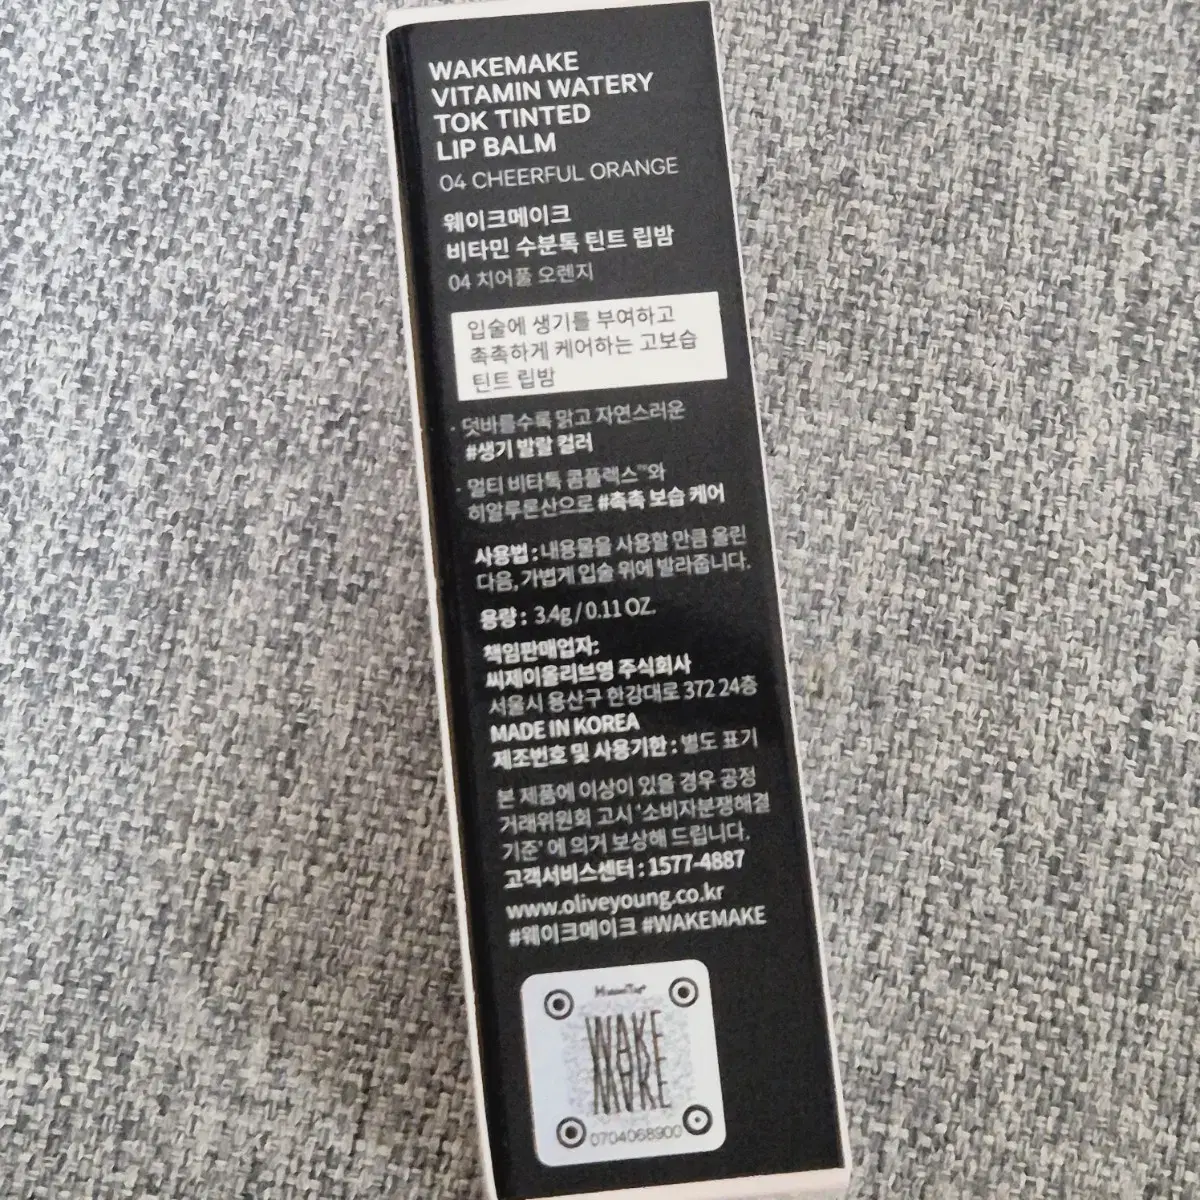 WAKEMAKE
VITAMIN WATERY
TOK TINTED
LIP BALM
04 CHEERFUL ORANGE
웨이크메이크
비타민 수분톡 틴트 립밤
04 치어풀 오렌지
입술에 생기를 부여하고
촉촉하게 케어하는 고보습
틴트 립밤
· 덧바를수록 맑고 자연스러운
#생기 발랄 컬러
· 멀티 비타톡 콤플렉스™와
히알루론산으로 #촉촉 보습 케어
사용법 : 내용물을 사용할 만큼 올린
다음, 가볍게 입술 위에 발라줍니다.
용량 : 3.4g / 0.11 OZ.
책임판매업자:
씨제이올리브영 주식회사
서울시 용산구 한강대로 372 24층
MADE IN KOREA
제조번호 및 사용기한 : 별도 표기
본 제품에 이상이 있을 경우 공정
거래위원회 고시 '소비자분쟁해결
기준' 에 의거 보상해 드립니다.
고객서비스센터 : 1577-4887
www.oliveyoung.co.kr
#웨이크메이크 #WAKEMAKE
HiddenTag
WAKE
MAKE
0704068900